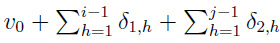 $v_0 + \sum_{h=1}^{i-1} \delta_{1,h} + \sum_{h=1}^{j-1} \delta_{2,h}$